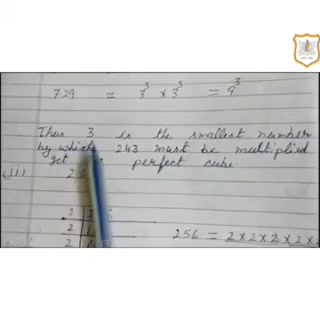 729 = 3³ × 3³ = 9³
Thus 3 is the smallest number
by which 243 must be multiplied
get perfect cube
(ii) 2
2
2
2
256 = 2×2×2×2×